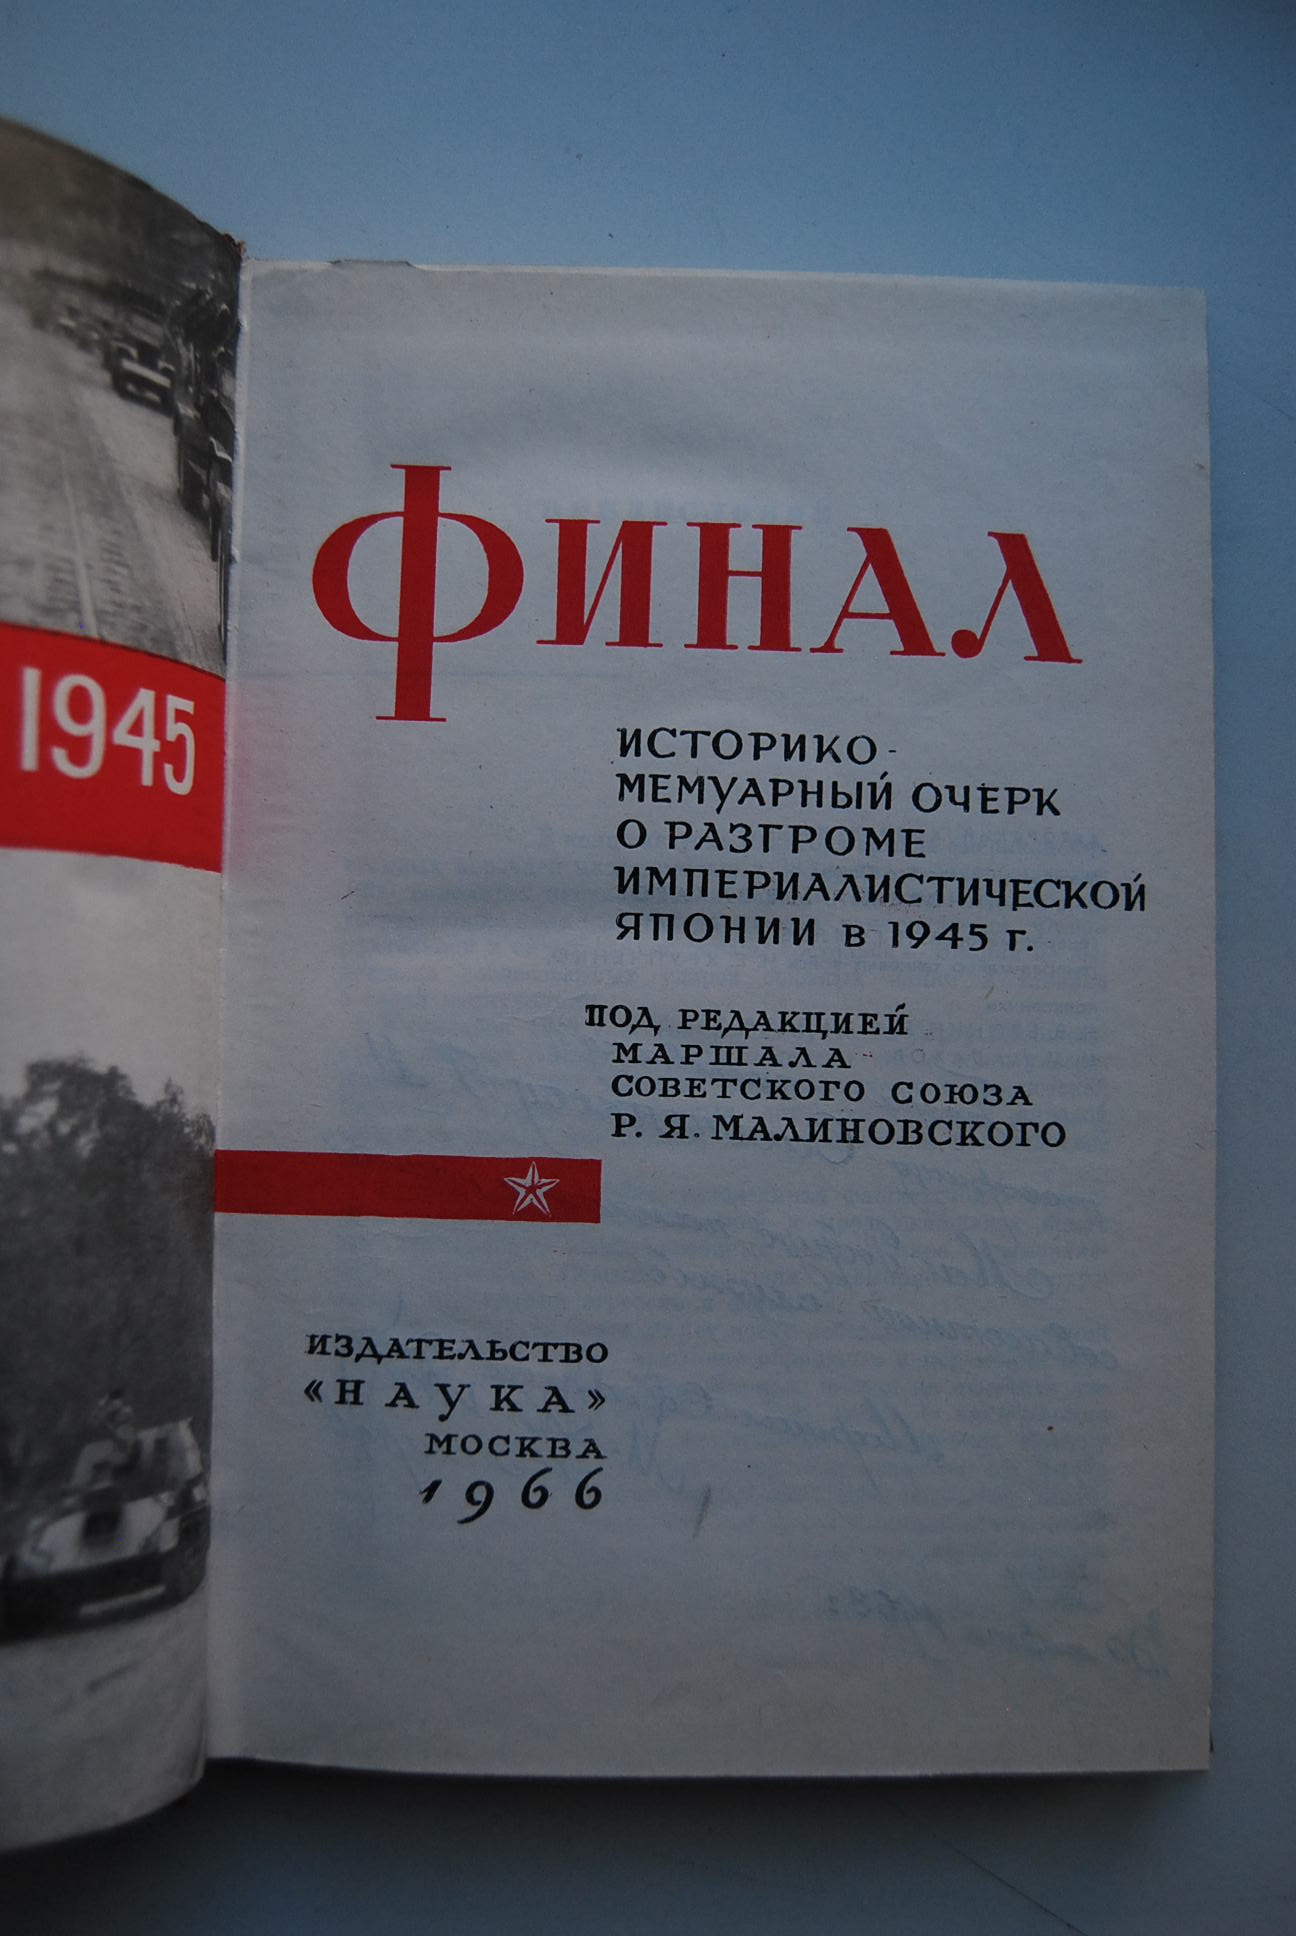 1945
ФИНАЛ
ИСТОРИКО-
МЕМУАРНЫЙ ОЧЕРК
О РАЗГРОМЕ
ИМПЕРИАЛИСТИЧЕСКОЙ
ЯПОНИИ В 1945 Г.
ПОД РЕДАКЦИЕЙ
МАРШАЛА
СОВЕТСКОГО СОЮЗА
Р. Я. МАЛИНОВСКОГО
ИЗДАТЕЛЬСТВО
«НАУКА»
МОСКВА
1966